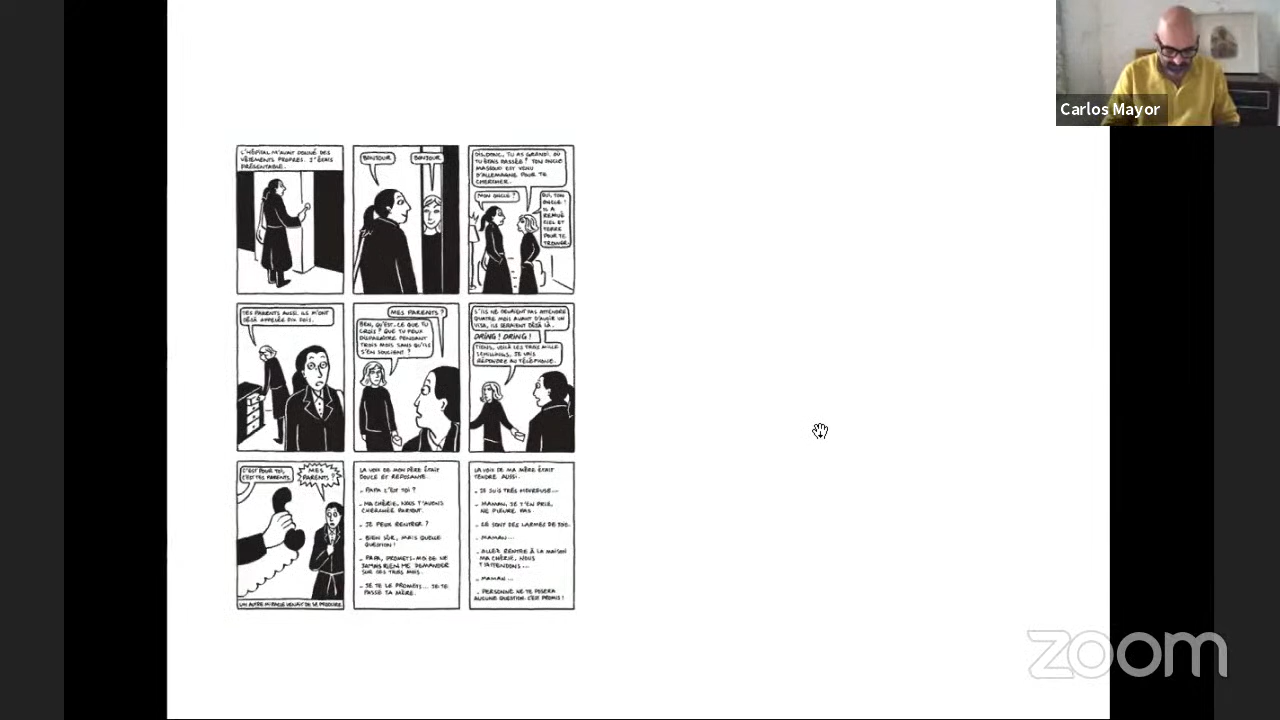 Carlos Mayor
L'HÔPITAL M'AVAIT DONNÉ DES
VÊTEMENTS PROPRES. J'ÉTAIS
PRÉSENTABLE.
BONJOUR
BONJOUR
DIS DONC, TU AS GRANDI. OÙ
TU ÉTAIS PASSÉE? TON ONCLE
MASSOUD EST VENU
D'ALLEMAGNE POUR TE
CHERCHER.
MON ONCLE?
OUI, TON
ONCLE!
IL A
REMUÉ
CIEL ET
TERRE
POUR TE
TROUVER.
TES PARENTS AUSSI. ILS M'ONT
DÉJÀ APPELÉE DIX FOIS.
MES PARENTS?
BEN, QU'EST-CE QUE TU
CROIS? QUE TU PEUX
DISPARAÎTRE PENDANT
TROIS MOIS SANS QU'ILS
S'EN SOUCIENT?
S'ILS NE DEVAIENT PAS ATTENDRE
QUATRE MOIS AVANT D'AVOIR UN
VISA, ILS SERAIENT DÉJÀ LÀ.
DRING! DRING!
TIENS, VOILÀ LES TROIS MILLE
SCHILLINGS. JE VAIS
RÉPONDRE AU TÉLÉPHONE.
C'EST POUR TOI,
C'EST TES PARENTS.
MES
PARENTS?
UN AUTRE MIRACLE VENAIT DE SE PRODUIRE.
LA VOIX DE MON PÈRE ÉTAIT
DOUCE ET REPOSANTE.
- PAPA C'EST TOI?
- MA CHÉRIE, NOUS T'AVONS
CHERCHÉE PARTOUT.
- JE PEUX RENTRER?
- BIEN SÛR, MAIS QUELLE
QUESTION!
- PAPA, PROMETS-MOI DE NE
JAMAIS RIEN ME DEMANDER
SUR CES TROIS MOIS.
- JE TE LE PROMETS... JE TE
PASSE TA MÈRE.
LA VOIX DE MA MÈRE ÉTAIT
TENDRE AUSSI.
- JE SUIS TRÈS HEUREUSE...
- MAMAN, JE T'EN PRIE,
NE PLEURE PAS.
- CE SONT DES LARMES DE JOIE.
- MAMAN...
- ALLEZ RENTRE À LA MAISON
MA CHÉRIE, NOUS
T'ATTENDONS...
- MAMAN...
- PERSONNE NE TE POSERA
AUCUNE QUESTION. C'EST PROMIS!
zoom